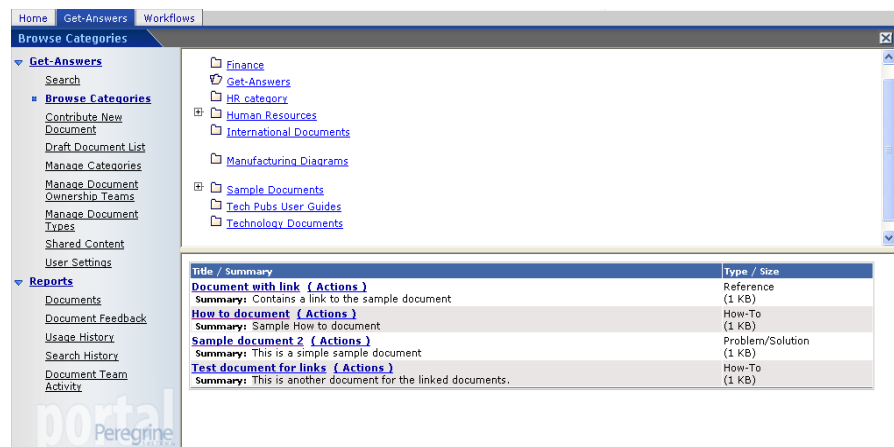 Home Get-Answers Workflows
Browse Categories
Get-Answers
Search
Browse Categories
Contribute New
Document
Draft Document List
Manage Categories
Manage Document
Ownership Teams
Manage Document
Types
Shared Content
User Settings
Reports
Documents
Document Feedback
Usage History
Search History
Document Team
Activity
portal
Peregrine
Finance
Get-Answers
HR category
Human Resources
International Documents
Manufacturing Diagrams
Sample Documents
Tech Pubs User Guides
Technology Documents
Title / Summary Type / Size
Document with link ( Actions ) Reference
Summary: Contains a link to the sample document (1 KB)
How to document ( Actions ) How-To
Summary: Sample How to document (1 KB)
Sample document 2 ( Actions ) Problem/Solution
Summary: This is a simple sample document (1 KB)
Test document for links ( Actions ) How-To
Summary: This is another document for the linked documents. (1 KB)